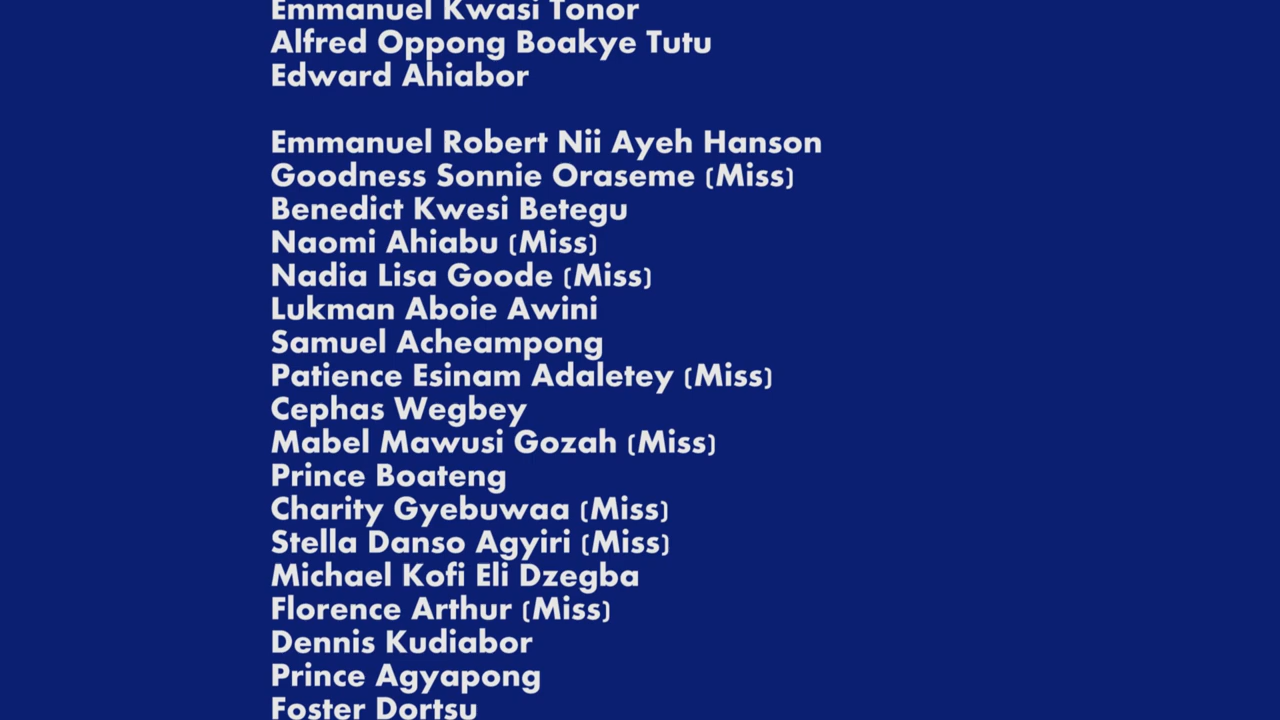 Emmanuel Kwasi Tonor
Alfred Oppong Boakye Tutu
Edward Ahiabor
Emmanuel Robert Nii Ayeh Hanson
Goodness Sonnie Oraseme (Miss)
Benedict Kwesi Betegu
Naomi Ahiabu (Miss)
Nadia Lisa Goode (Miss)
Lukman Aboie Awini
Samuel Acheampong
Patience Esinam Adaletey (Miss)
Cephas Wegbey
Mabel Mawusi Gozah (Miss)
Prince Boateng
Charity Gyebuwaa (Miss)
Stella Danso Agyiri (Miss)
Michael Kofi Eli Dzegba
Florence Arthur (Miss)
Dennis Kudiabor
Prince Agyapong
Foster Dortsu